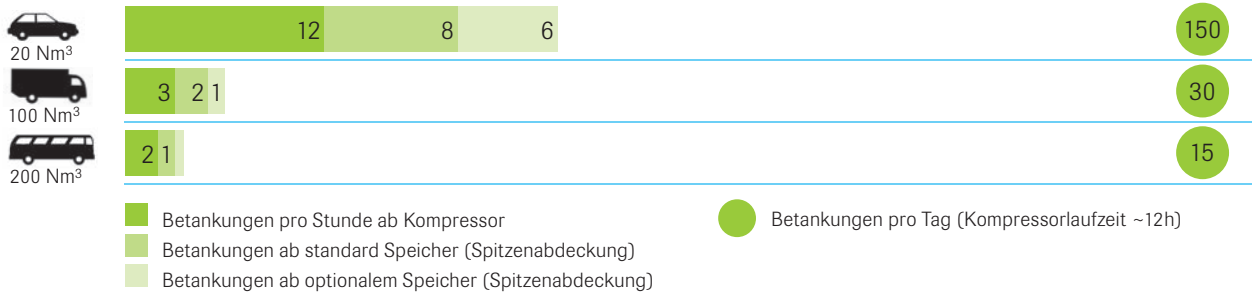 12 8 6 150
20 Nm³
3 2 1 30
100 Nm³
2 1 15
200 Nm³
Betankungen pro Stunde ab Kompressor
Betankungen pro Tag (Kompressorlaufzeit ~12h)
Betankungen ab standard Speicher (Spitzenabdeckung)
Betankungen ab optionalem Speicher (Spitzenabdeckung)